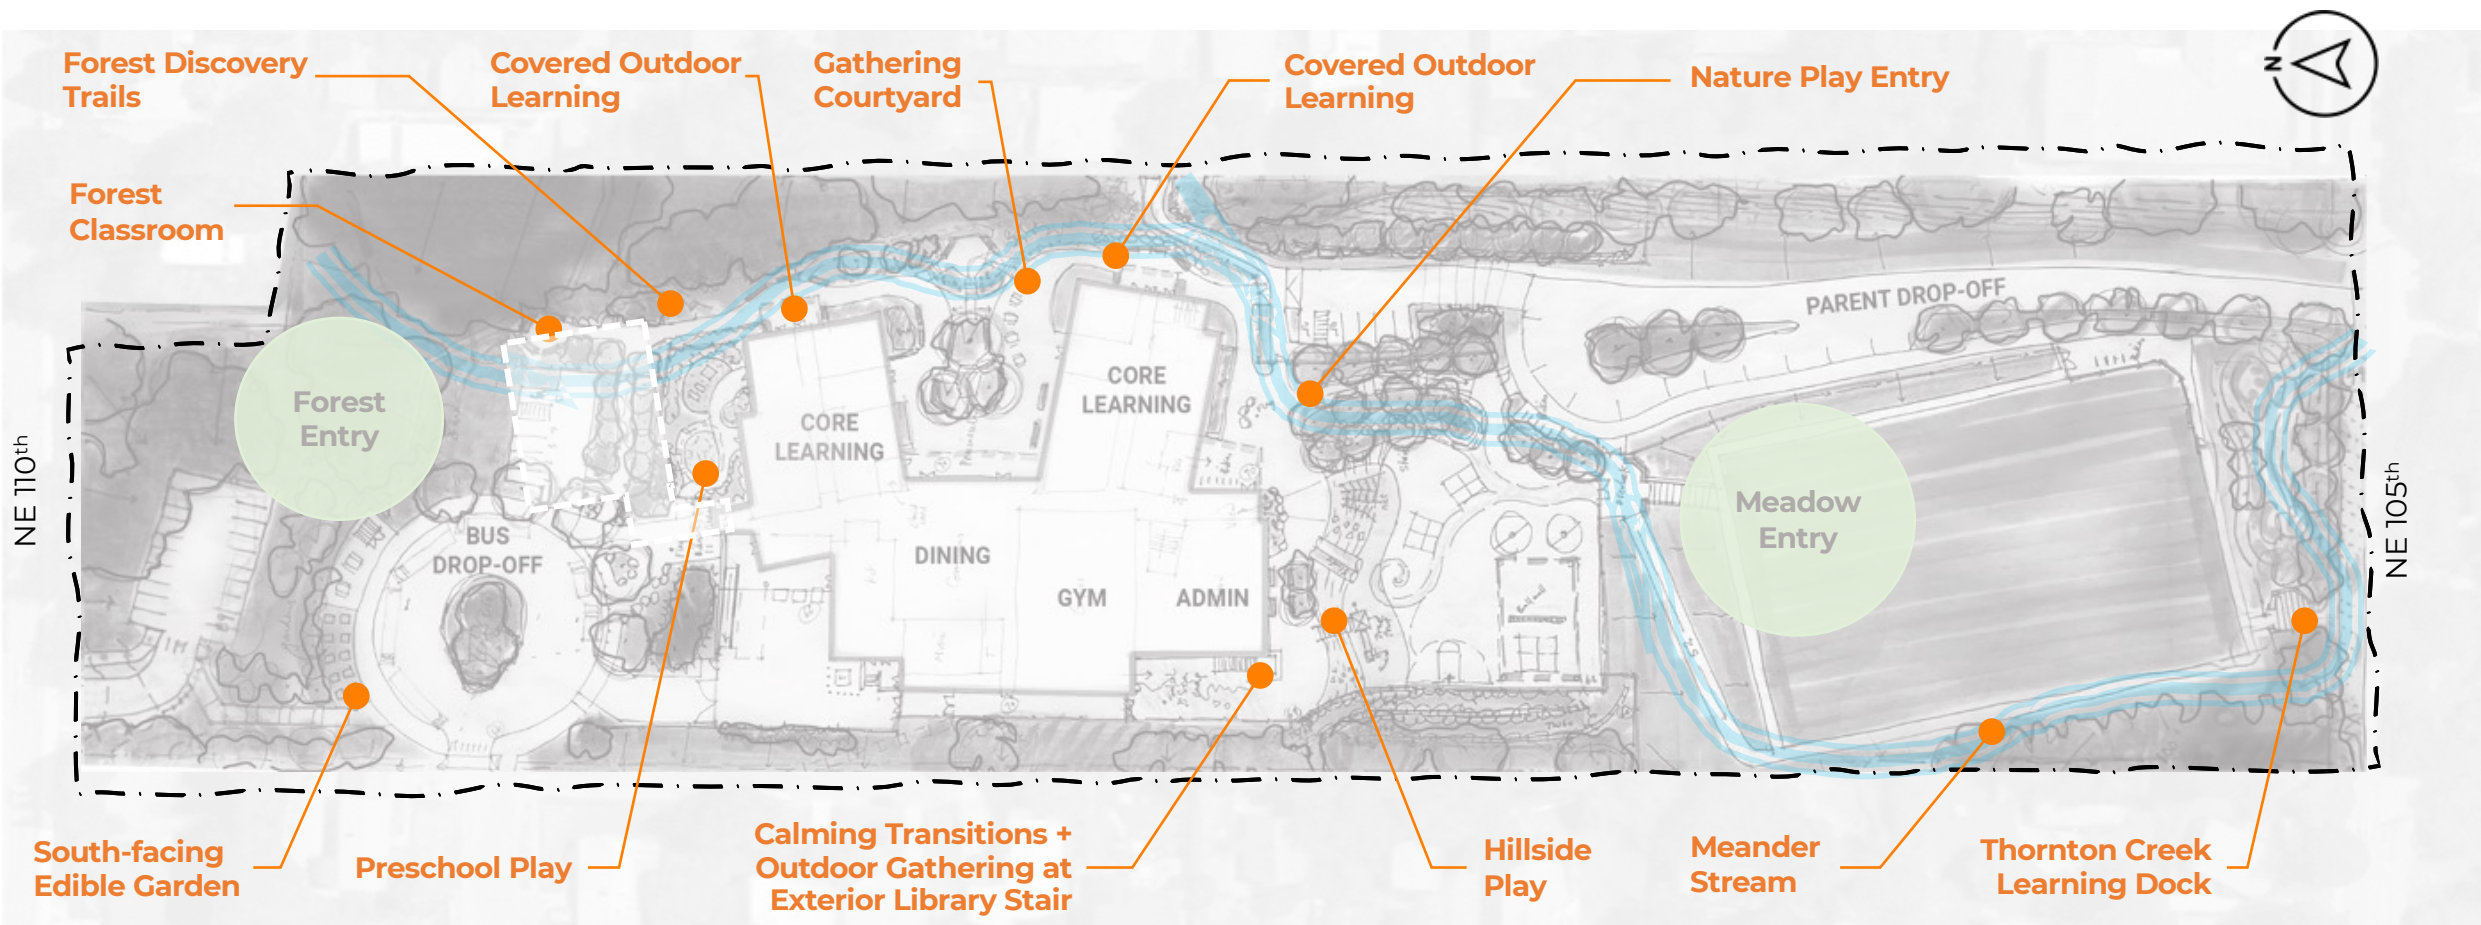 Forest Discovery
Trails
Covered Outdoor
Learning
Gathering
Courtyard
Covered Outdoor
Learning
Nature Play Entry
N
Forest
Classroom
PARENT DROP-OFF
Forest
Entry
CORE
LEARNING
CORE
LEARNING
Meadow
Entry
NE 110th
NE 105th
BUS
DROP-OFF
DINING
GYM
ADMIN
South-facing
Edible Garden
Preschool Play
Calming Transitions +
Outdoor Gathering at
Exterior Library Stair
Hillside
Play
Meander
Stream
Thornton Creek
Learning Dock